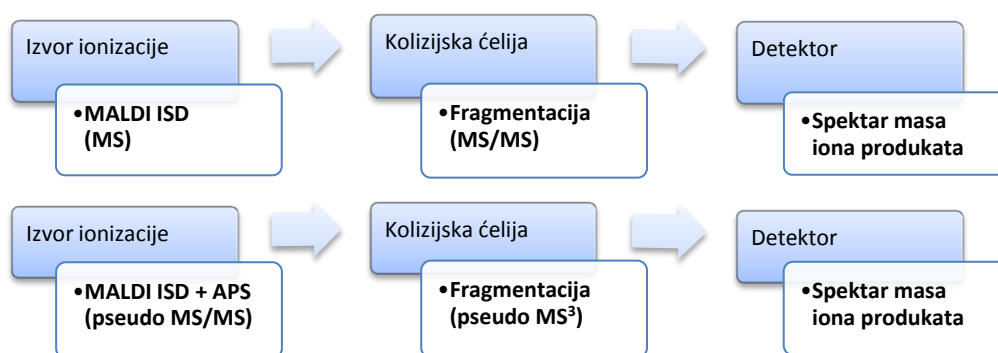 Izvor ionizacije
•MALDI ISD
(MS)
Kolizijska ćelija
•Fragmentacija
(MS/MS)
Detektor
•Spektar masa
iona produkata
Izvor ionizacije
•MALDI ISD + APS
(pseudo MS/MS)
Kolizijska ćelija
•Fragmentacija
(pseudo MS³)
Detektor
•Spektar masa
iona produkata